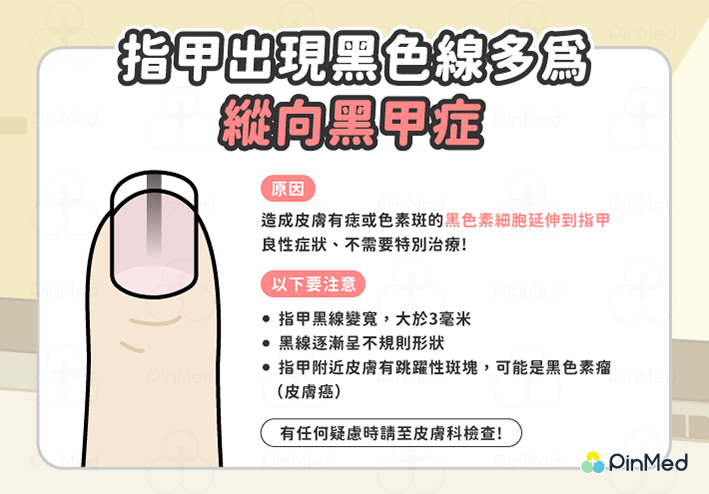 指甲出現黑色線多為
縱向黑甲症
原因
造成皮膚有痣或色素斑的黑色素細胞延伸到指甲
良性症狀、不需要特別治療!
以下要注意
• 指甲黑線變寬，大於3毫米
• 黑線逐漸呈不規則形狀
• 指甲附近皮膚有跳躍性斑塊，可能是黑色素瘤
（皮膚癌）
有任何疑慮時請至皮膚科檢查!
PinMed